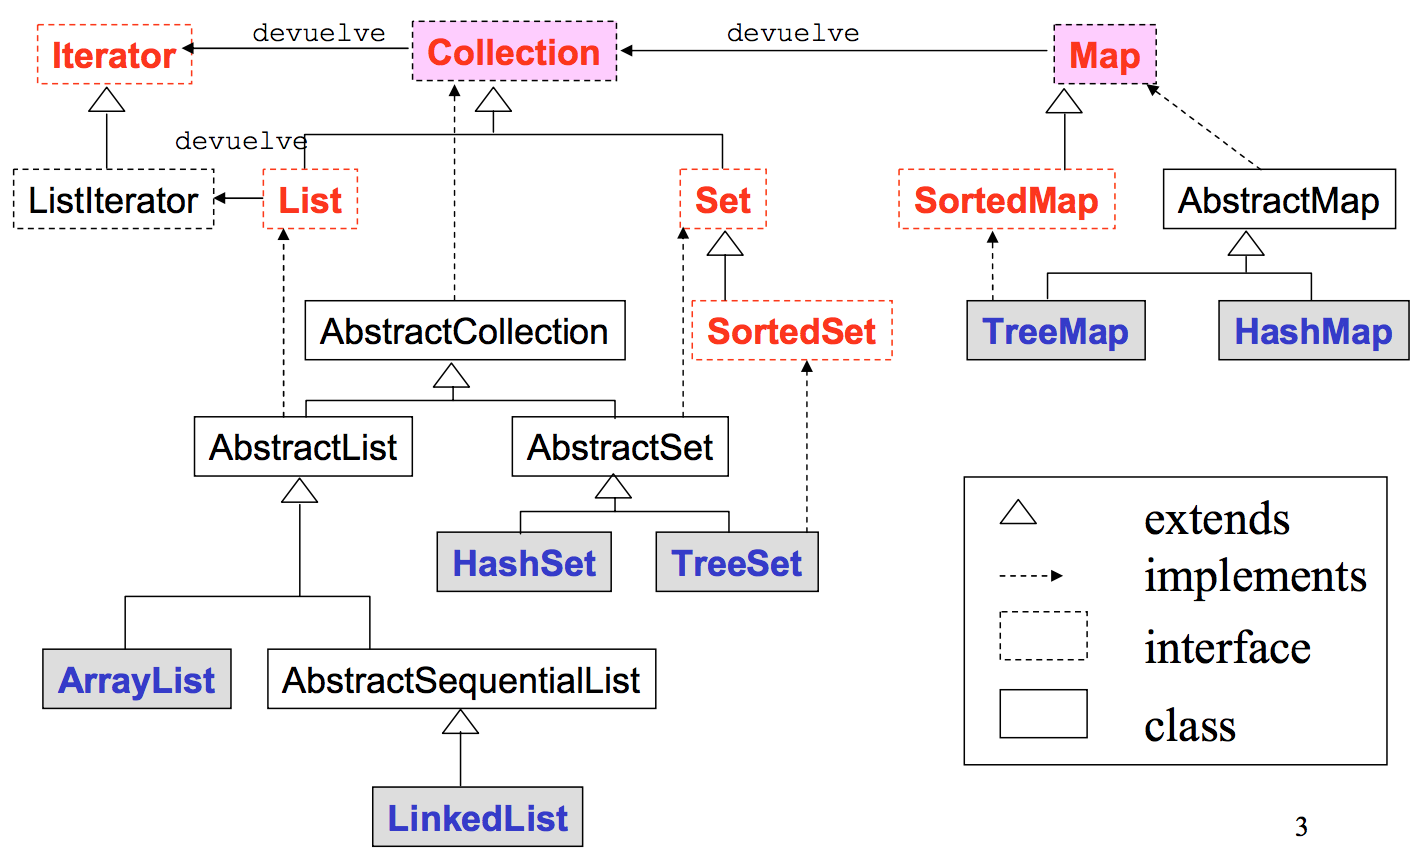 devuelve
devuelve
Iterator
Collection
Map
devuelve
ListIterator
List
Set
SortedMap
AbstractMap
AbstractCollection
SortedSet
TreeMap
HashMap
AbstractList
AbstractSet
extends
HashSet
TreeSet
implements
interface
ArrayList
AbstractSequentialList
class
LinkedList
3